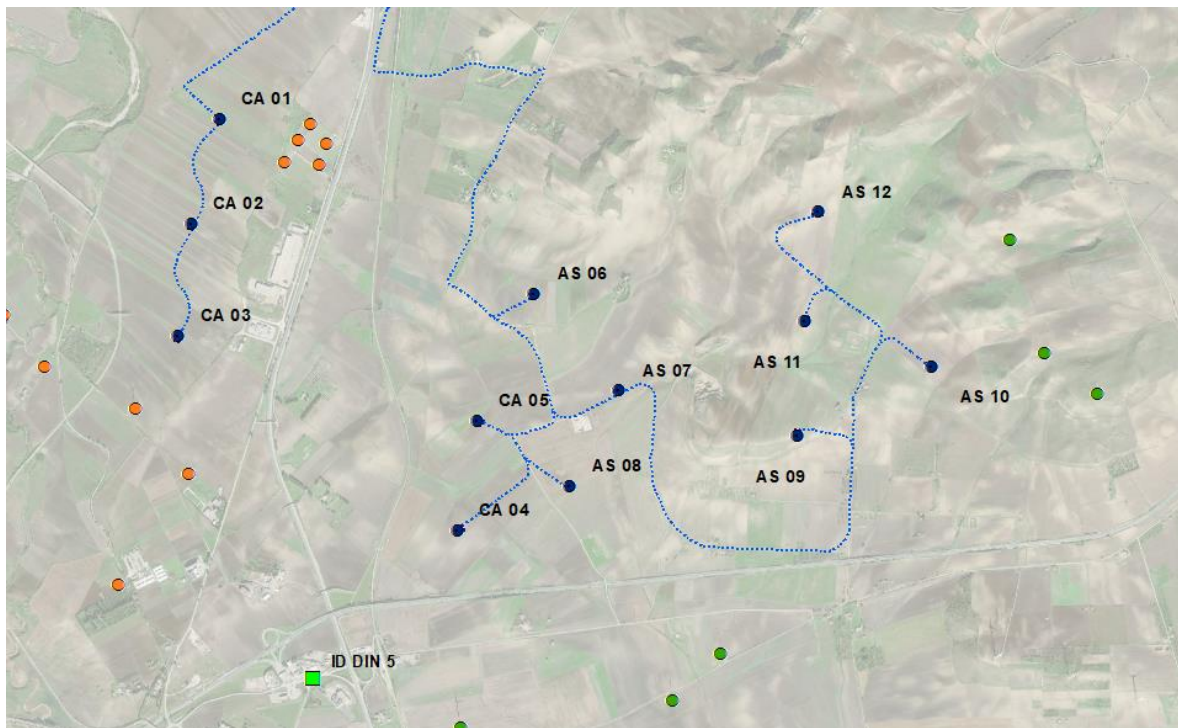 CA 01
CA 02
AS 12
AS 06
CA 03
AS 11
AS 07
AS 10
CA 05
AS 08
AS 09
CA 04
ID DIN 5